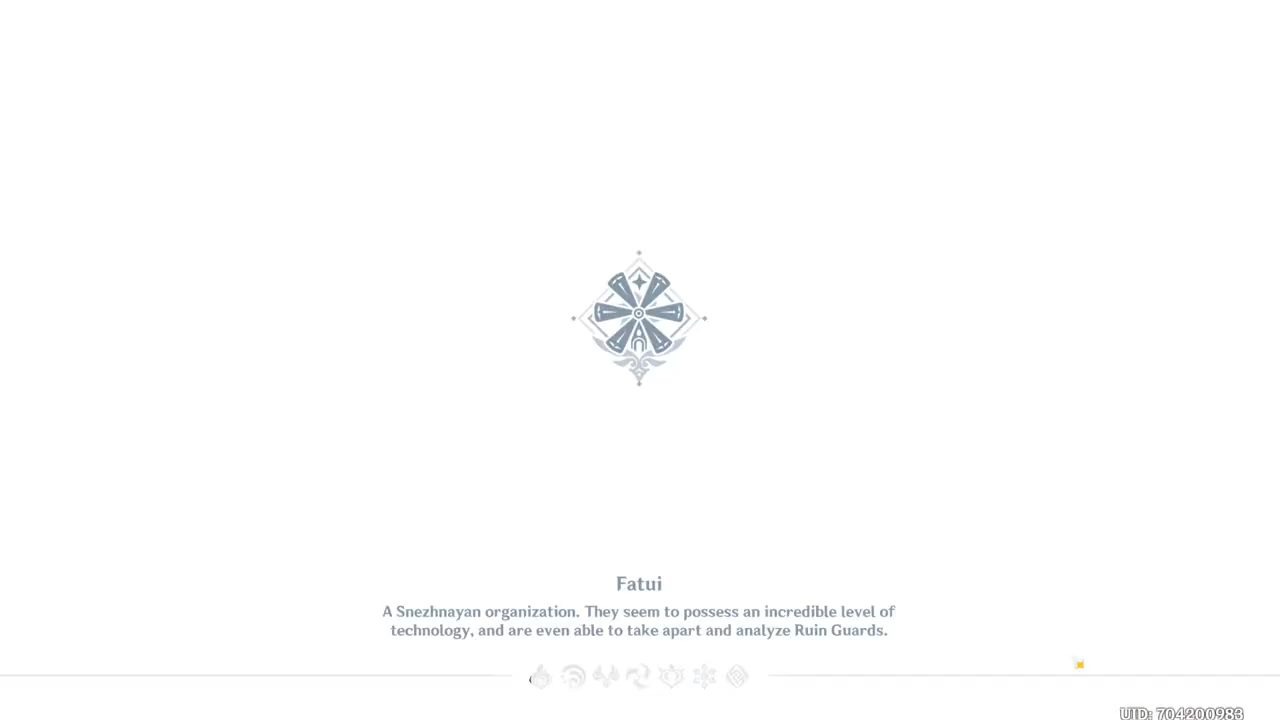 Fatui
A Snezhnayan organization. They seem to possess an incredible level of
technology, and are even able to take apart and analyze Ruin Guards.
UID: 704200983